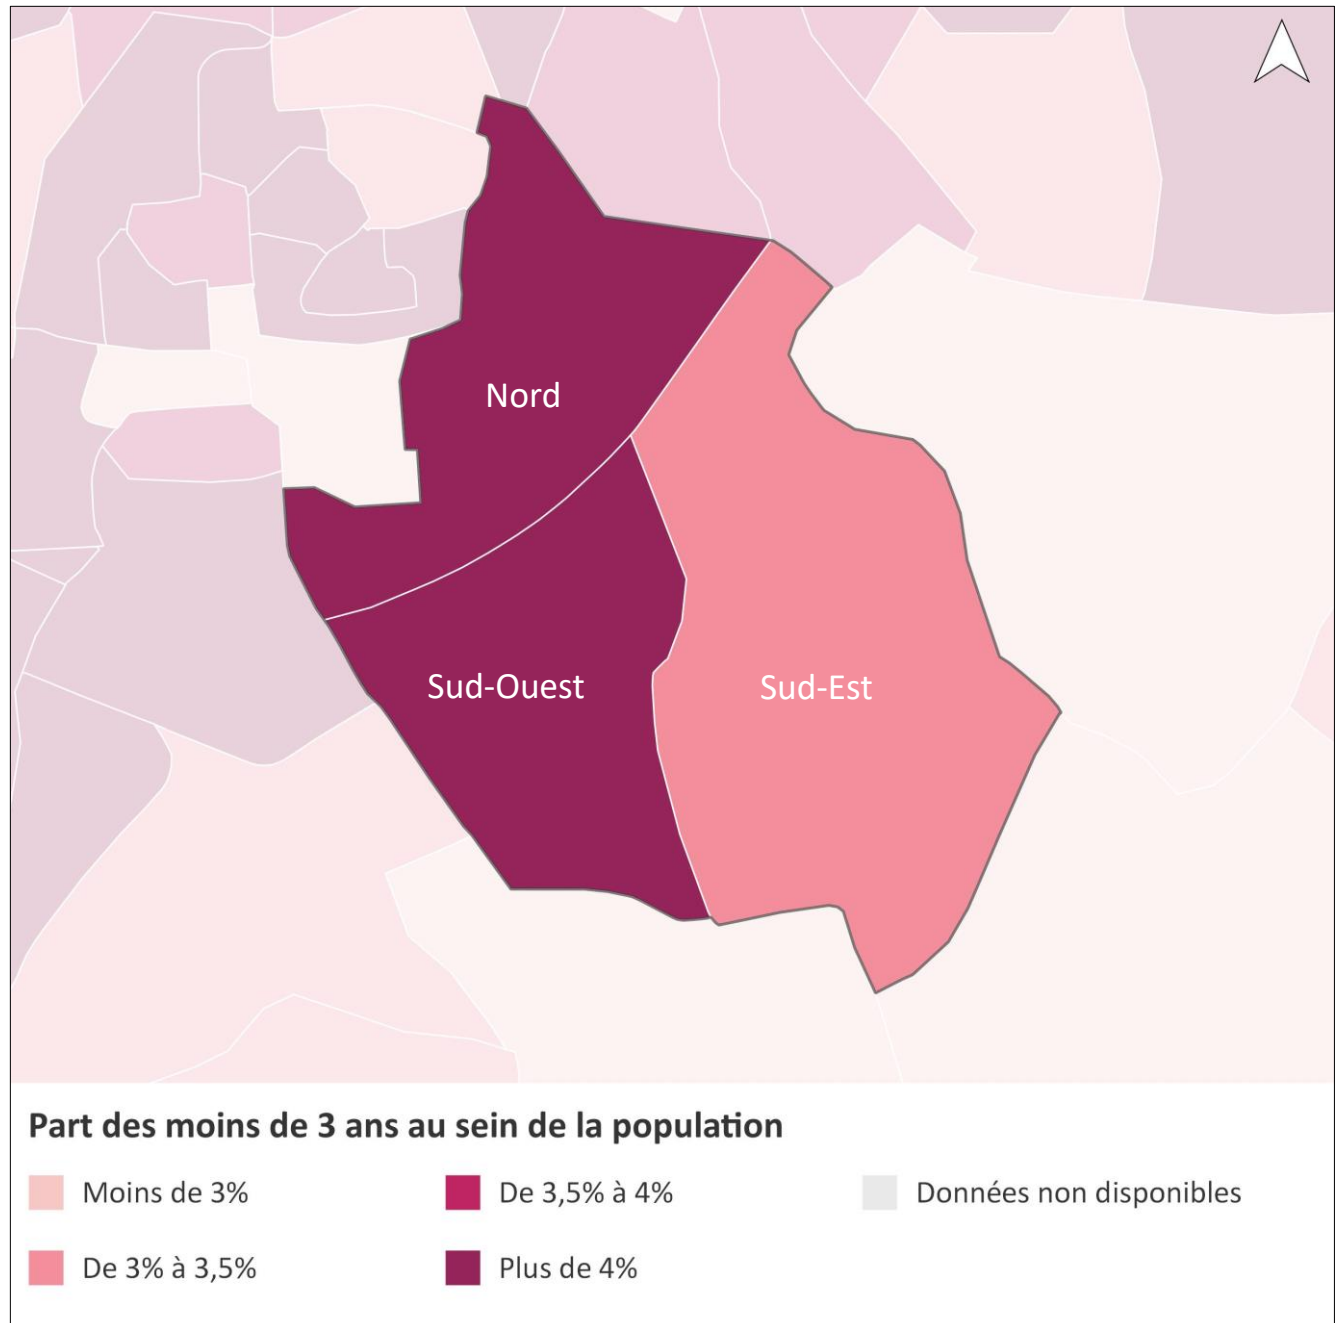 Nord
Sud-Ouest
Sud-Est
Part des moins de 3 ans au sein de la population
Moins de 3%
De 3,5% à 4%
Données non disponibles
De 3% à 3,5%
Plus de 4%